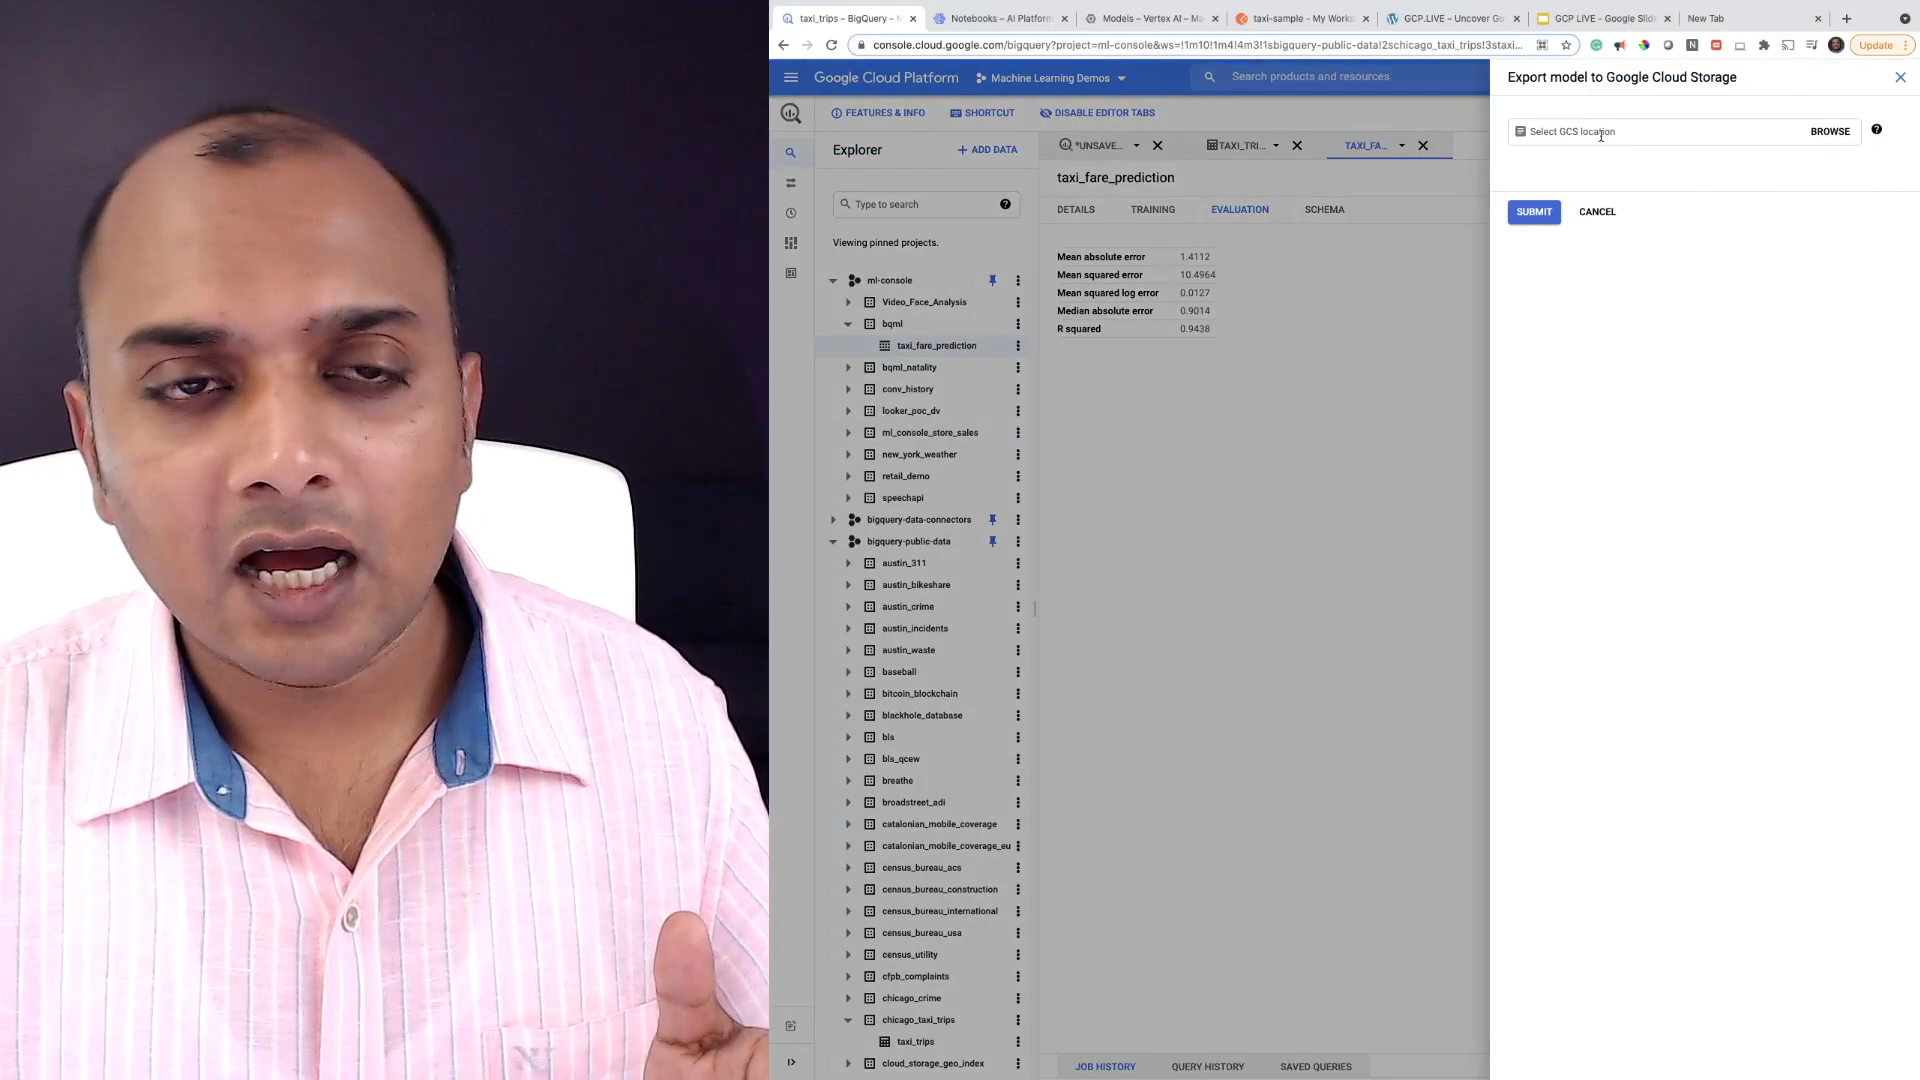 taxi_trips – BigQuery – M
Notebooks – AI Platform
Models – Vertex AI – Ma
taxi-sample - My Works
GCP.LIVE – Uncover Go
GCP LIVE - Google Slide
New Tab
console.cloud.google.com/bigquery?project=ml-console&ws=!1m10!1m4!4m3!1sbigquery-public-data!2schicago_taxi_trips!3staxi...
Update
Google Cloud Platform
Machine Learning Demos
Search products and resources
Export model to Google Cloud Storage
FEATURES & INFO
SHORTCUT
DISABLE EDITOR TABS
Select GCS location
BROWSE
SUBMIT
CANCEL
Explorer
+ ADD DATA
*UNSAVE...
TAXI_TRI...
TAXI_FA...
taxi_fare_prediction
DETAILS
TRAINING
EVALUATION
SCHEMA
Type to search
Viewing pinned projects.
Mean absolute error 1.4112
Mean squared error 10.4964
Mean squared log error 0.0127
Median absolute error 0.9014
R squared 0.9438
ml-console
Video_Face_Analysis
bqml
taxi_fare_prediction
bqml_natality
conv_history
looker_poc_dv
ml_console_store_sales
new_york_weather
retail_demo
speechapi
bigquery-data-connectors
bigquery-public-data
austin_311
austin_bikeshare
austin_crime
austin_incidents
austin_waste
baseball
bitcoin_blockchain
blackhole_database
bls
bls_qcew
breathe
broadstreet_adi
catalonian_mobile_coverage
catalonian_mobile_coverage_eu
census_bureau_acs
census_bureau_construction
census_bureau_international
census_bureau_usa
census_utility
cfpb_complaints
chicago_crime
chicago_taxi_trips
taxi_trips
cloud_storage_geo_index
JOB HISTORY
QUERY HISTORY
SAVED QUERIES